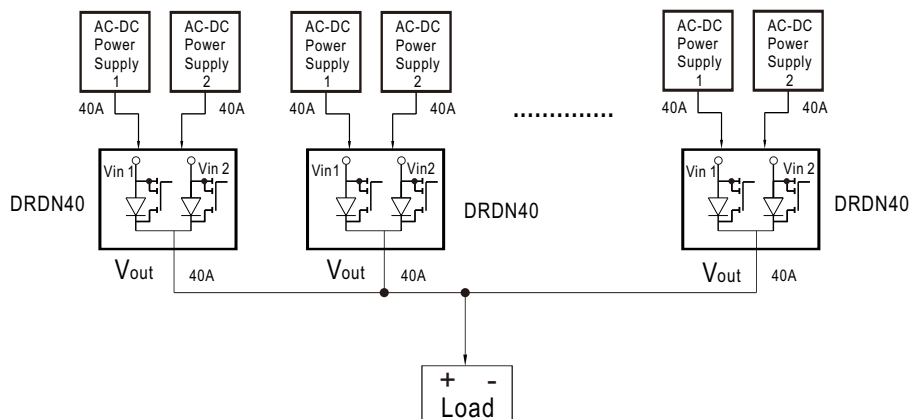 AC-DC
Power
Supply
1
AC-DC
Power
Supply
2
AC-DC
Power
Supply
1
AC-DC
Power
Supply
2
AC-DC
Power
Supply
1
AC-DC
Power
Supply
2
40A 40A 40A 40A 40A 40A
..............
Vin 1 Vin 2 Vin1 Vin2 Vin 1 Vin 2
DRDN40 DRDN40 DRDN40
Vout 40A Vout 40A Vout 40A
+ -
Load